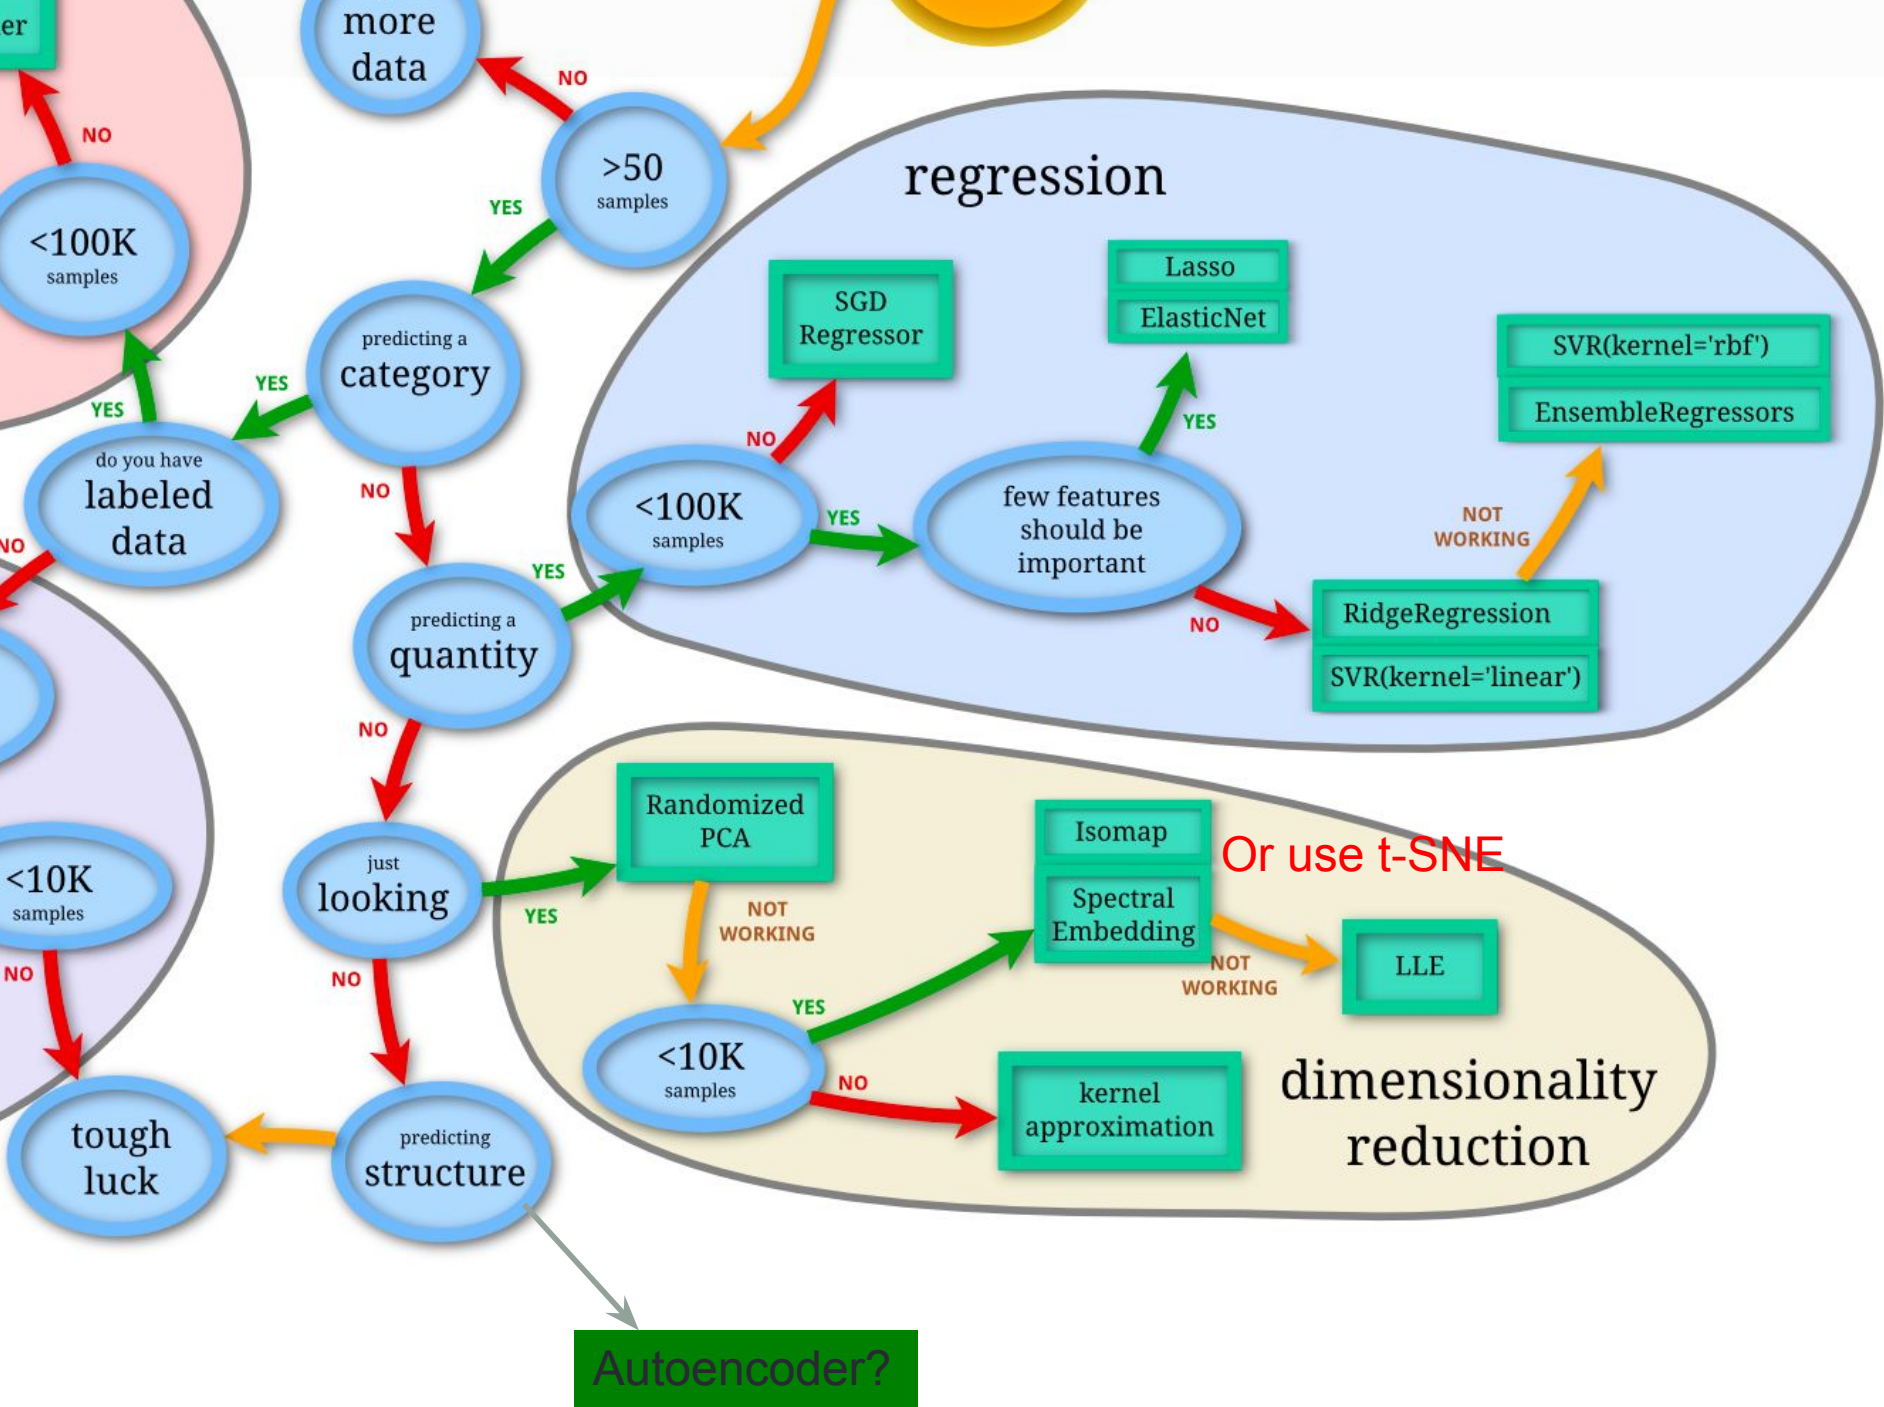 er
more
data
NO
NO
>50
samples
YES
<100K
samples
predicting a
category
YES
YES
do you have
labeled
data
NO
NO
predicting a
quantity
YES
NO
regression
SGD
Regressor
Lasso
ElasticNet
SVR(kernel='rbf')
EnsembleRegressors
NO
YES
<100K
samples
YES
few features
should be
important
NOT
WORKING
NO
RidgeRegression
SVR(kernel='linear')
just
looking
YES
NO
<10K
samples
NO
tough
luck
predicting
structure
Randomized
PCA
NOT
WORKING
Isomap
Spectral
Embedding
Or use t-SNE
NOT
WORKING
LLE
YES
<10K
samples
NO
kernel
approximation
dimensionality
reduction
Autoencoder?